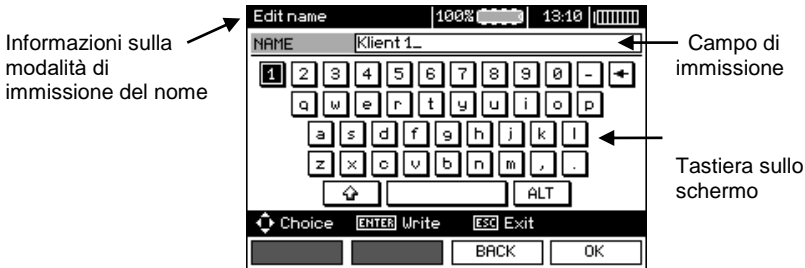 Edit name 100% 13:10
Informazioni sulla
modalità di
immissione del nome
NAME Klient 1_
Campo di
immissione
1 2 3 4 5 6 7 8 9 0 - ←
q w e r t y u i o p
a s d f g h j k l
z x c v b n m , .
Tastiera sullo
schermo
⇧ ALT
Choice ENTER Write ESC Exit
BACK OK